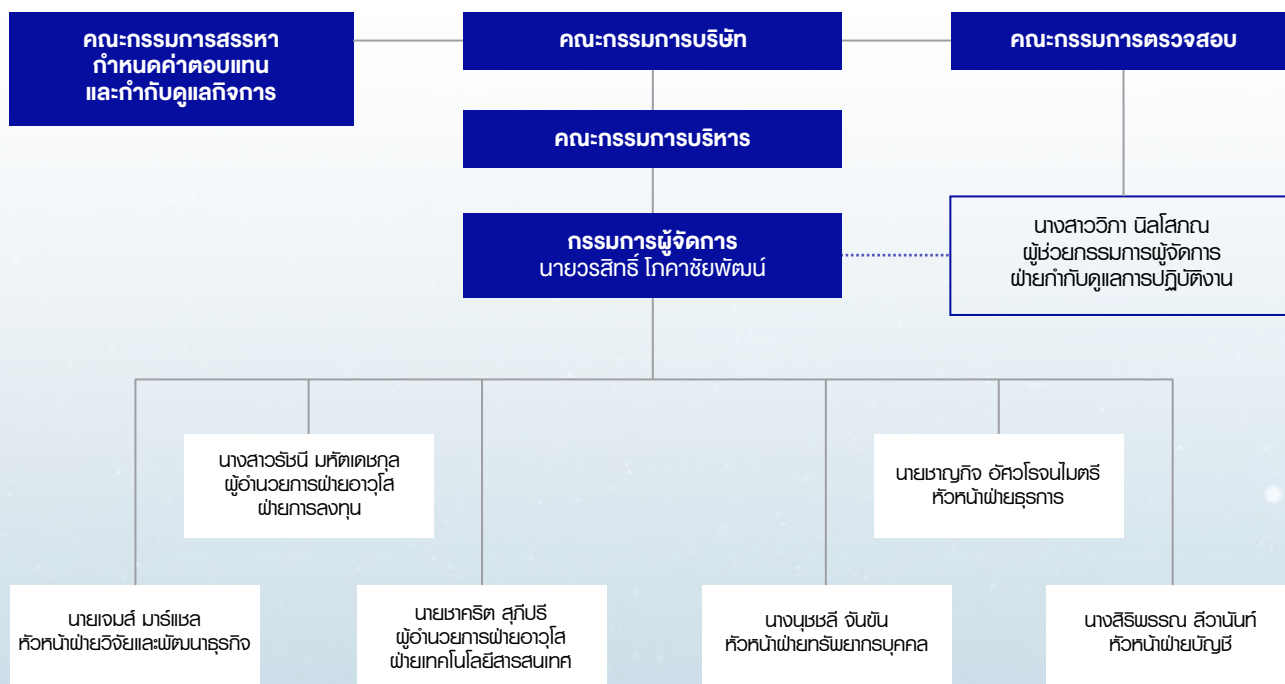 คณะกรรมการสรรหา
กำหนดค่าตอบแทน
และกำกับดูแลกิจการ
คณะกรรมการบริษัท
คณะกรรมการตรวจสอบ
คณะกรรมการบริหาร
กรรมการผู้จัดการ
นายวรสิทธิ์ โภคาชัยพัฒน์
นางสาววิภา นิลโสภณ
ผู้ช่วยกรรมการผู้จัดการ
ฝ่ายกำกับดูแลการปฏิบัติงาน
นางสาวรัชนี มหัตเดชกุล
ผู้อำนวยการฝ่ายอาวุโส
ฝ่ายการลงทุน
นายชาญกิจ อัศวโรจนไมตรี
หัวหน้าฝ่ายธุรการ
นายเจมส์ มาร์แชล
หัวหน้าฝ่ายวิจัยและพัฒนาธุรกิจ
นายชาคริต สุภีปรี
ผู้อำนวยการฝ่ายอาวุโส
ฝ่ายเทคโนโลยีสารสนเทศ
นางนุชชลี จันขัน
หัวหน้าฝ่ายทรัพยากรบุคคล
นางสิริพรรณ ลีวานันท์
หัวหน้าฝ่ายบัญชี